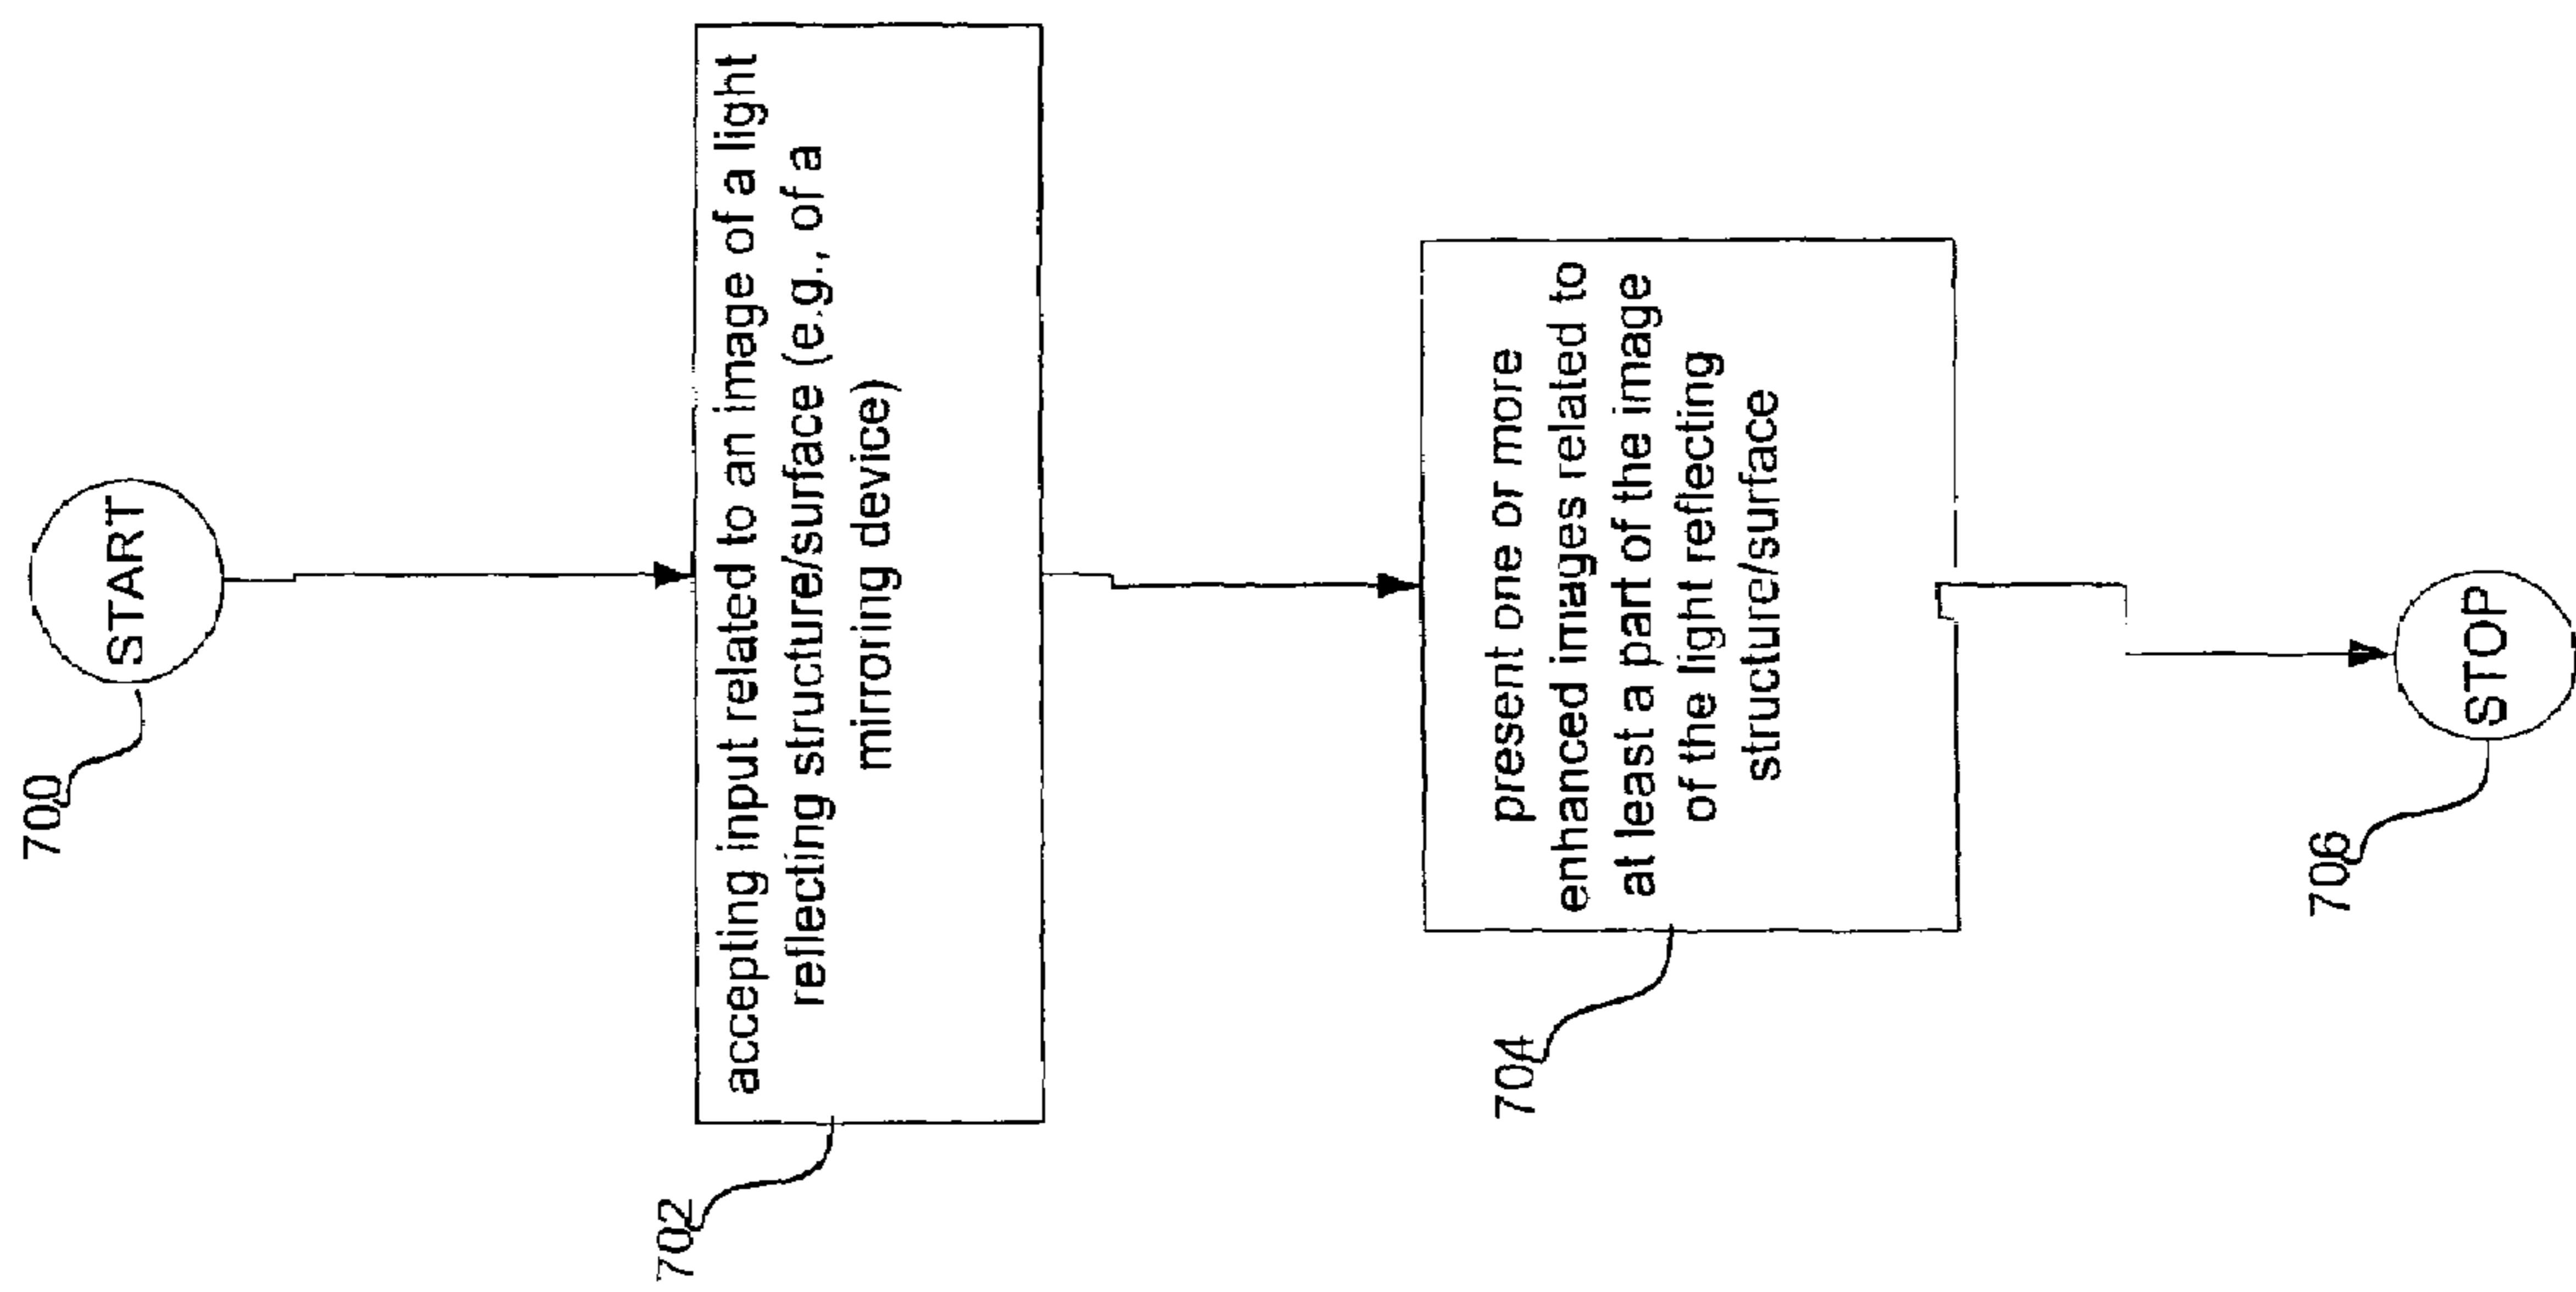 700
START
702
accepting input related to an image of a light
reflecting structure/surface (e.g., of a
mirroring device)
704
present one or more
enhanced images related to
at least a part of the image
of the light reflecting
structure/surface
706
STOP